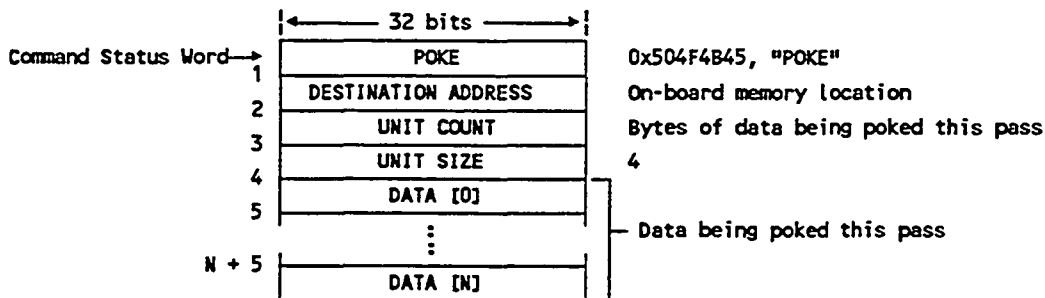 32 bits
Command Status Word POKE 0x504F4B45, "POKE"
1
DESTINATION ADDRESS On-board memory location
2
UNIT COUNT Bytes of data being poked this pass
3
UNIT SIZE 4
4
DATA [0]
5
Data being poked this pass
N + 5
DATA [N]